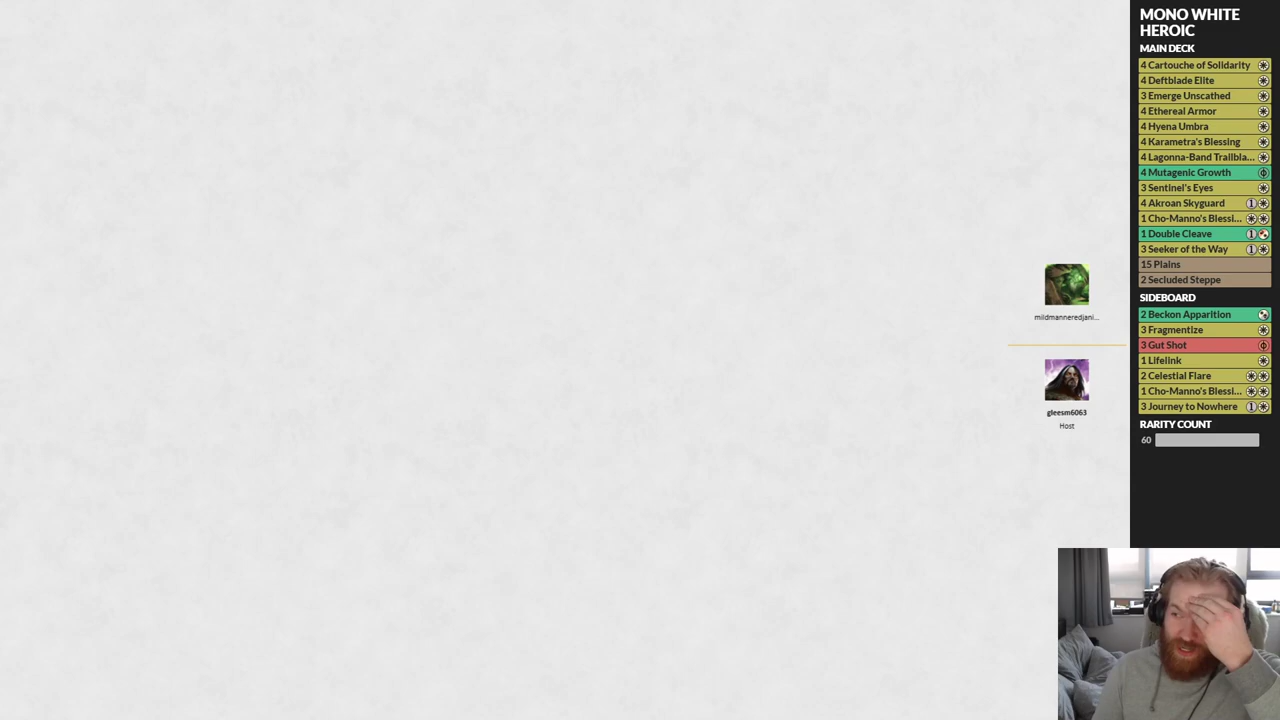 MONO WHITE
HEROIC
MAIN DECK
4 Cartouche of Solidarity
4 Deftblade Elite
3 Emerge Unscathed
4 Ethereal Armor
4 Hyena Umbra
4 Karametra's Blessing
4 Lagonna-Band Trailbla...
4 Mutagenic Growth
3 Sentinel's Eyes
4 Akroan Skyguard 1
1 Cho-Manno's Blessi...
1 Double Cleave 1
3 Seeker of the Way 1
15 Plains
2 Secluded Steppe
SIDEBOARD
2 Beckon Apparition
3 Fragmentize
3 Gut Shot
1 Lifelink
2 Celestial Flare
1 Cho-Manno's Blessi...
3 Journey to Nowhere 1
RARITY COUNT
60
mildmanneredjani...
gleesm6063
Host